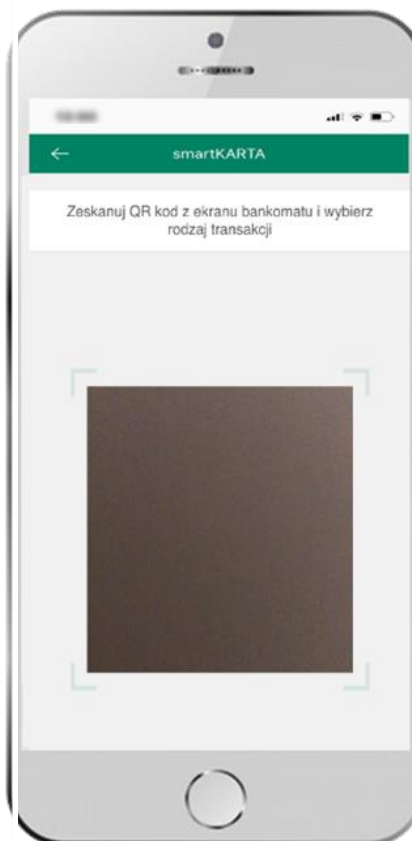 smartKARTA
Zeskanuj QR kod z ekranu bankomatu i wybierz
rodzaj transakcji